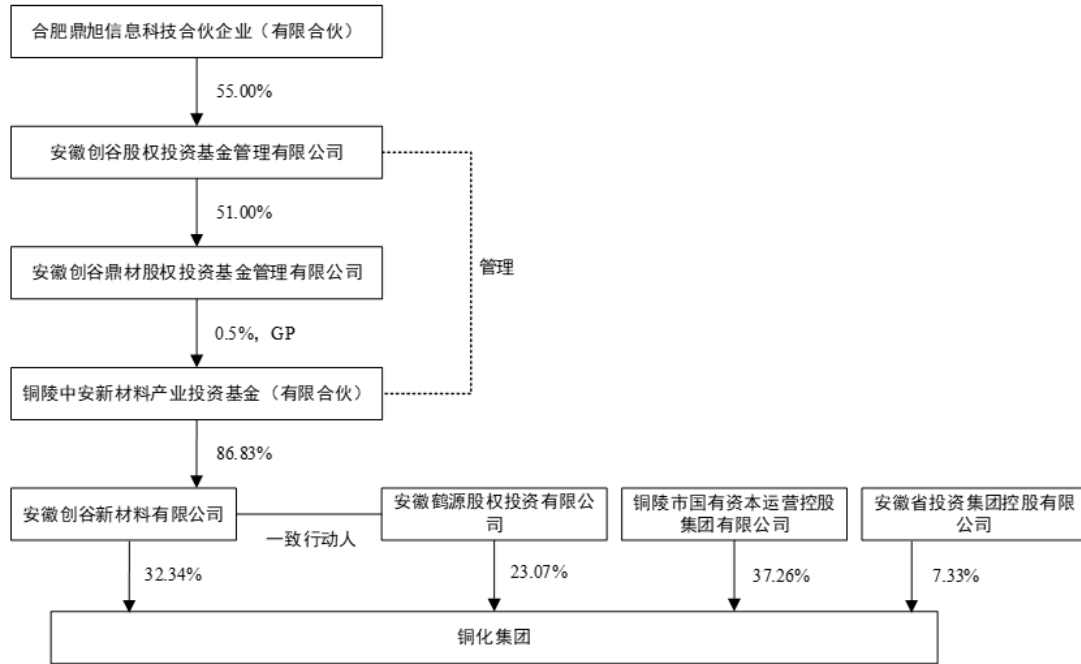 合肥鼎旭信息科技合伙企业（有限合伙）
55.00%
安徽创谷股权投资基金管理有限公司
51.00%
安徽创谷鼎材股权投资基金管理有限公司
管理
0.5%，GP
铜陵中安新材料产业投资基金（有限合伙）
86.83%
安徽创谷新材料有限公司
一致行动人
安徽鹤源股权投资有限公
司
铜陵市国有资本运营控股
集团有限公司
安徽省投资集团控股有限
公司
32.34%
23.07%
37.26%
7.33%
铜化集团